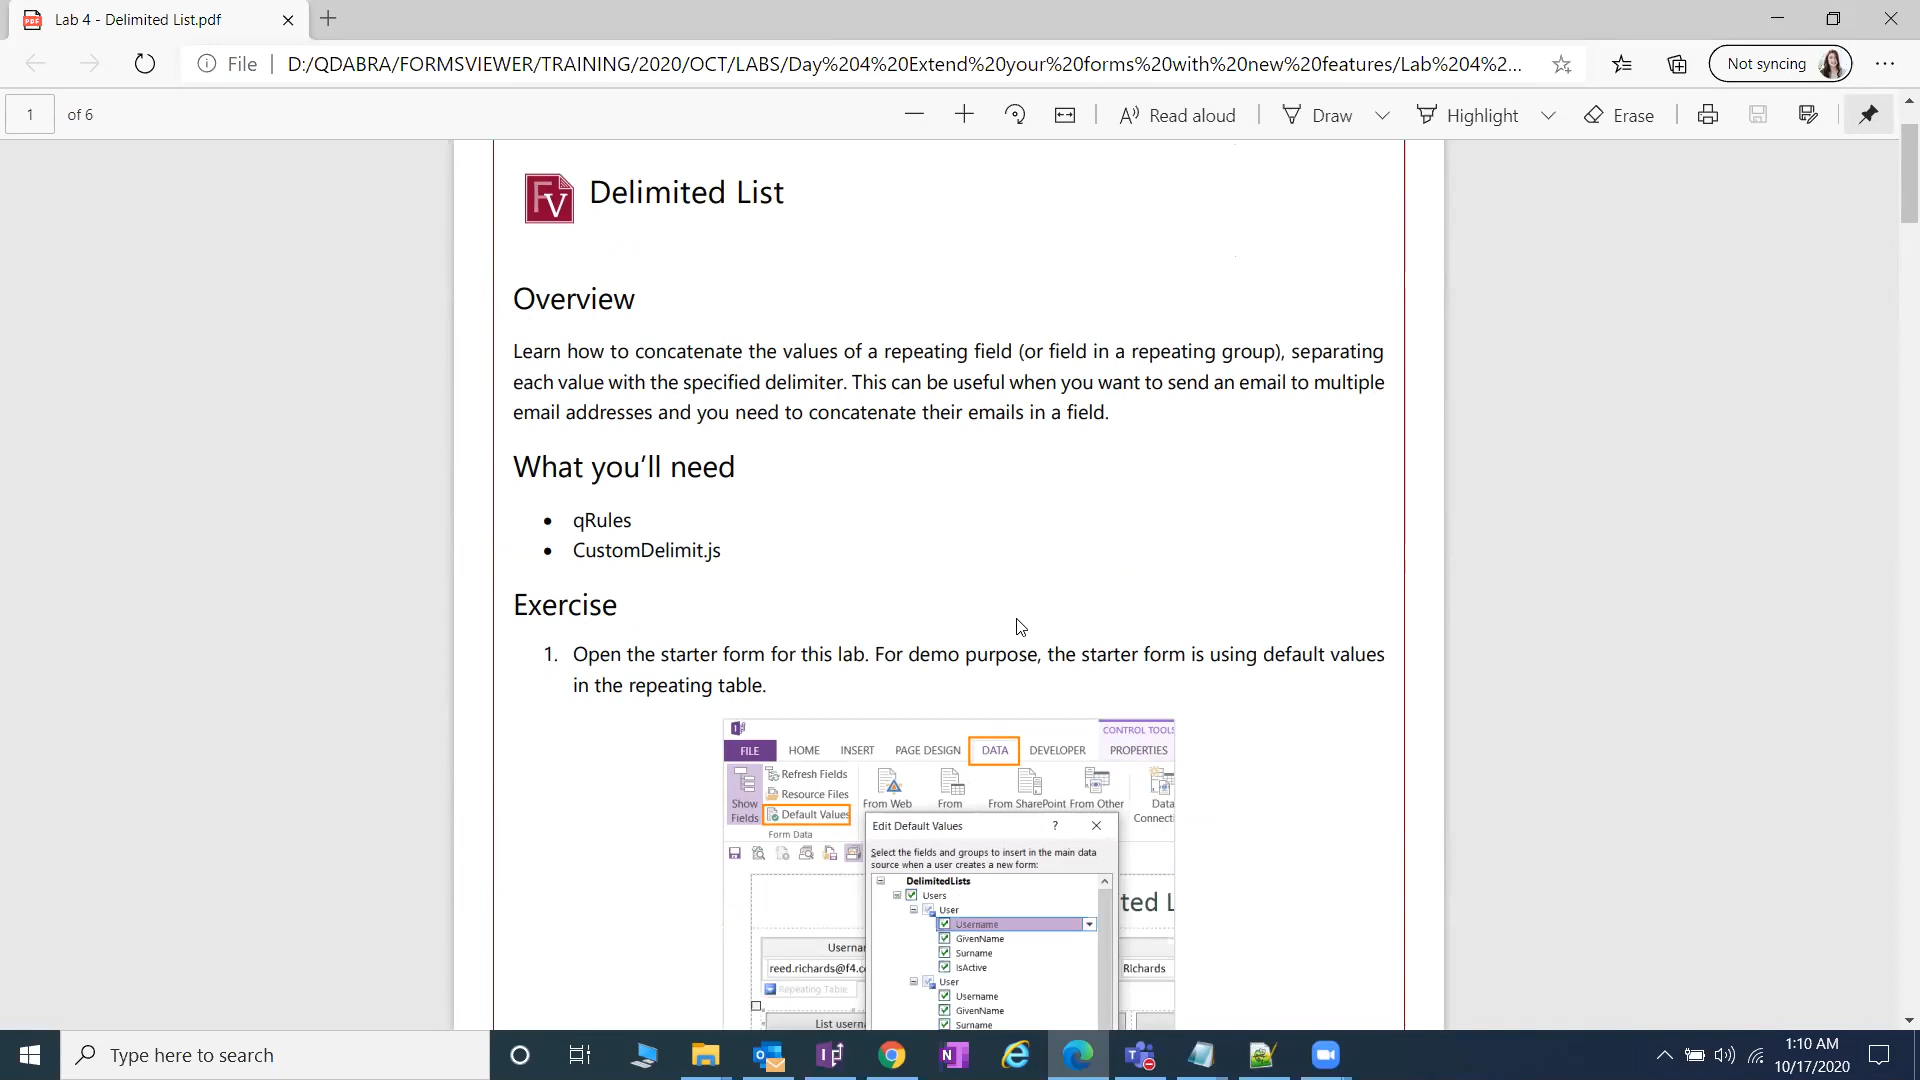 Lab 4 - Delimited List.pdf
File
D:/QDABRA/FORMSVIEWER/TRAINING/2020/OCT/LABS/Day%204%20Extend%20your%20forms%20with%20new%20features/Lab%204%2...
Not syncing
1
of 6
Read aloud
Draw
Highlight
Erase
FV
Delimited List
Overview
Learn how to concatenate the values of a repeating field (or field in a repeating group), separating
each value with the specified delimiter. This can be useful when you want to send an email to multiple
email addresses and you need to concatenate their emails in a field.
What you’ll need
• qRules
• CustomDelimit.js
Exercise
1. Open the starter form for this lab. For demo purpose, the starter form is using default values
in the repeating table.
CONTROL TOOLS
FILE HOME INSERT PAGE DESIGN DATA DEVELOPER PROPERTIES
Refresh Fields
Resource Files
Show
Fields
Default Values
From Web From From SharePoint From Other Data
Connecti
Form Data
Edit Default Values ?
Select the fields and groups to insert in the main data
source when a user creates a new form:
DelimitedLists
Users
User
ted L
Username
GivenName
Userna
Surname
reed.richards@f4.c
IsActive
Richards
User
Repeating Table
Username
GivenName
List usern
Surname
Type here to search
1:10 AM
10/17/2020